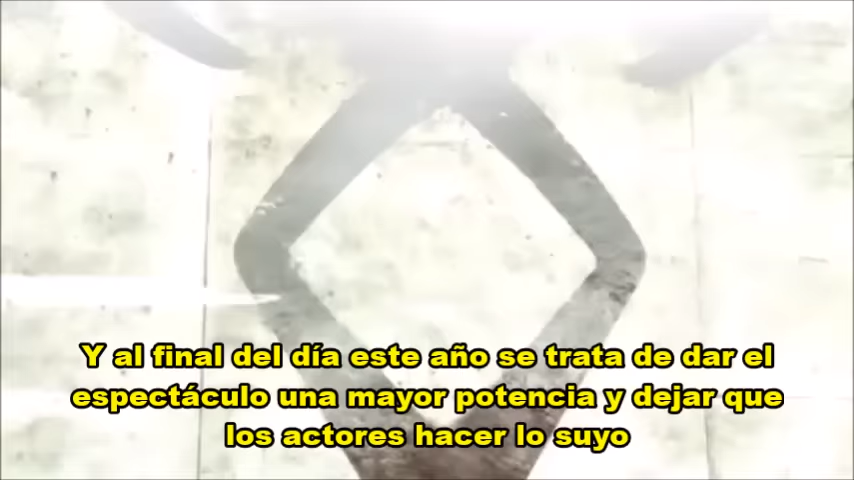 Y al final del día este año se trata de dar el
espectáculo una mayor potencia y dejar que
los actores hacer lo suyo